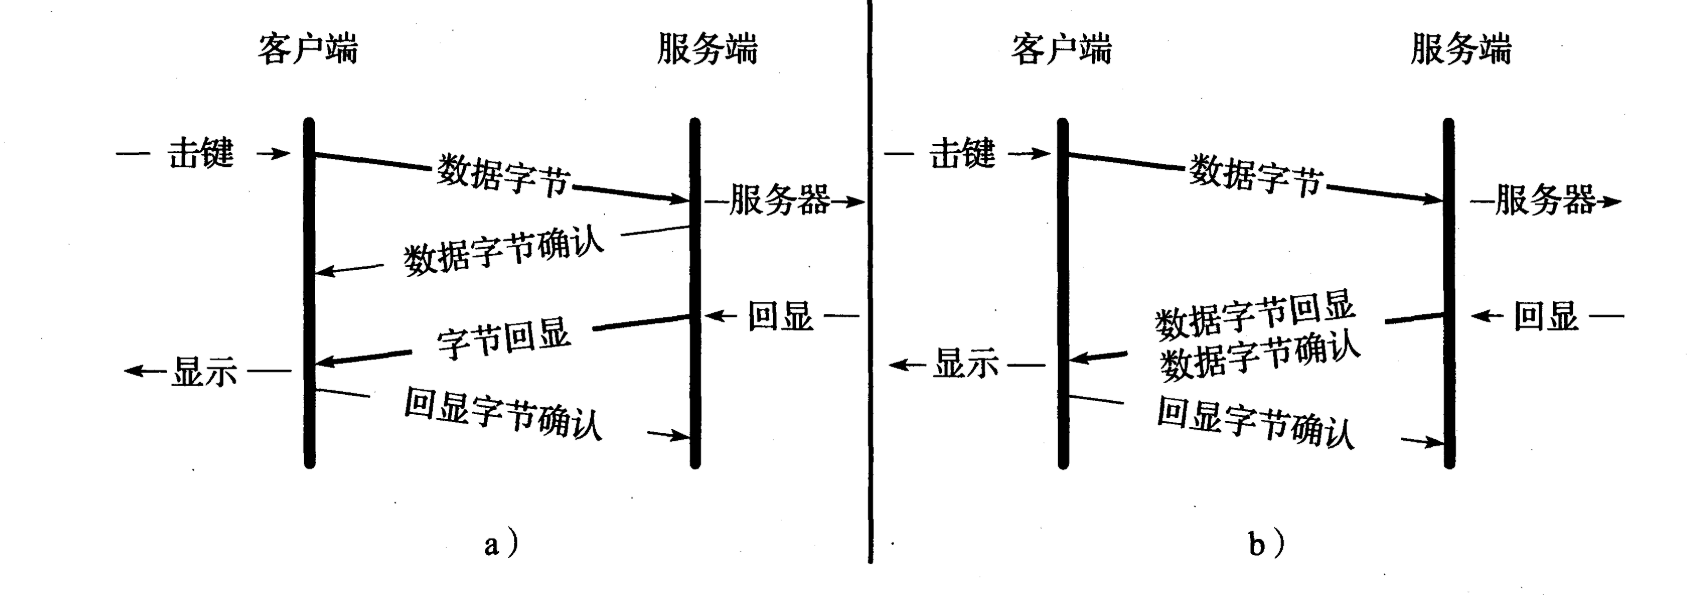 客户端
服务端
击键
数据字节
服务器
数据字节确认
回显
字节回显
显示
回显字节确认
a）
客户端
服务端
击键
数据字节
服务器
回显
数据字节回显
数据字节确认
显示
回显字节确认
b）